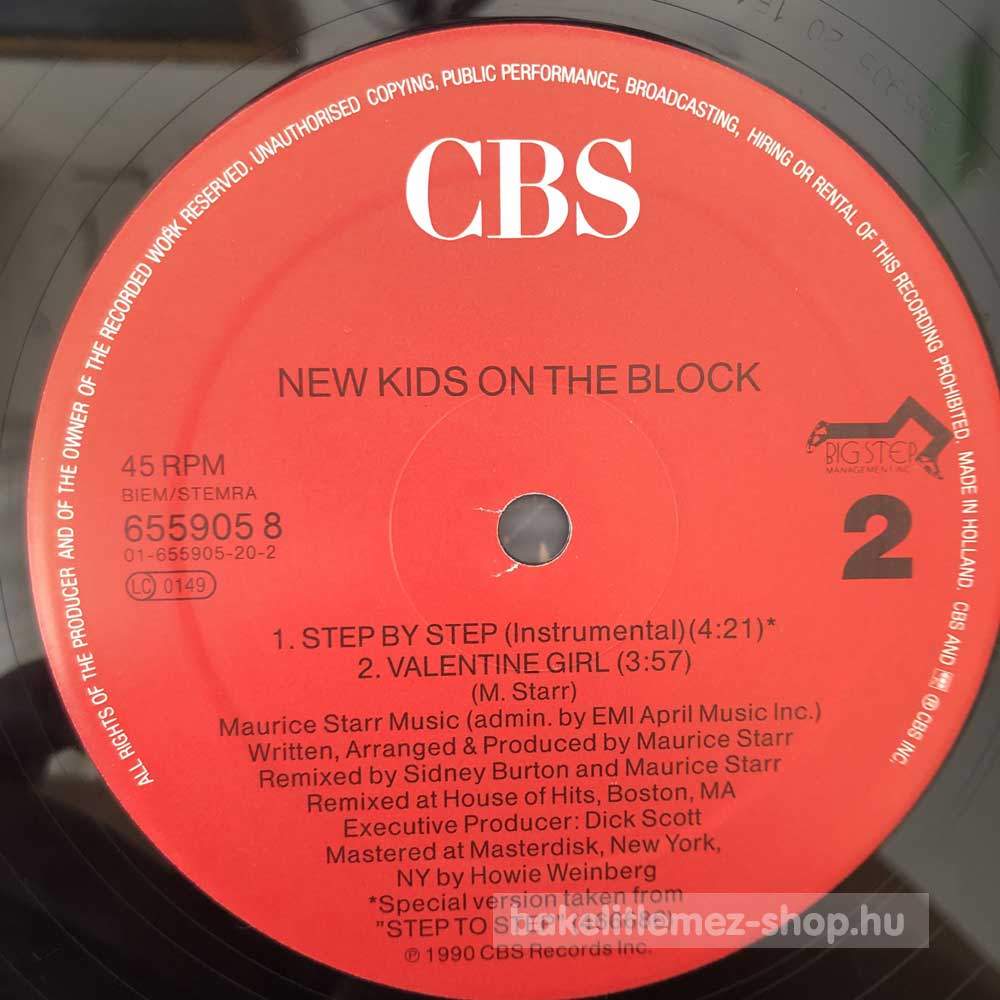 ALL RIGHTS OF THE PRODUCER AND OF THE OWNER OF THE RECORDED WORK RESERVED. UNAUTHORISED COPYING, PUBLIC PERFORMANCE, BROADCASTING, HIRING OR RENTAL OF THIS RECORDING PROHIBITED. MADE IN HOLLAND. CBS AND ℗ CBS INC.
CBS
NEW KIDS ON THE BLOCK
BIG STEP
MANAGEMENT INC.
45 RPM
BIEM/STEMRA
655905 8
01-655905-20-2
LC 0149
2
1. STEP BY STEP (Instrumental) (4:21)*
2. VALENTINE GIRL (3:57)
(M. Starr)
Maurice Starr Music (admin. by EMI April Music Inc.)
Written, Arranged & Produced by Maurice Starr
Remixed by Sidney Burton and Maurice Starr
Remixed at House of Hits, Boston, MA
Executive Producer: Dick Scott
Mastered at Masterdisk, New York,
NY by Howie Weinberg
*Special version taken from
"STEP TO STEP"
℗ 1990 CBS Records Inc.
bakelitlemez-shop.hu